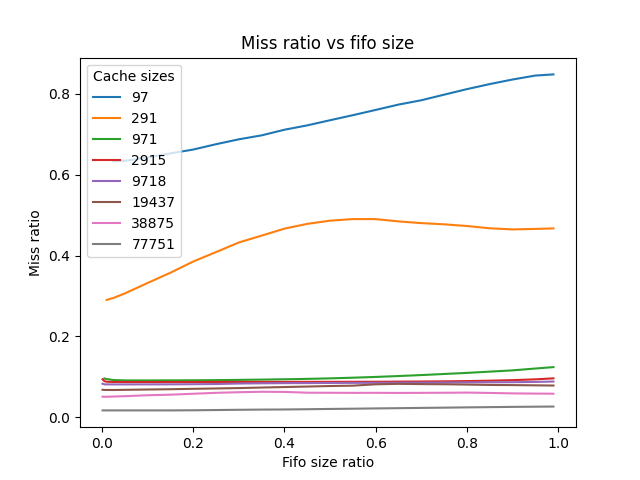 Miss ratio vs fifo size
Cache sizes
97
291
971
2915
9718
19437
38875
77751
Miss ratio
0.8
0.6
0.4
0.2
0.0
0.0 0.2 0.4 0.6 0.8 1.0
Fifo size ratio